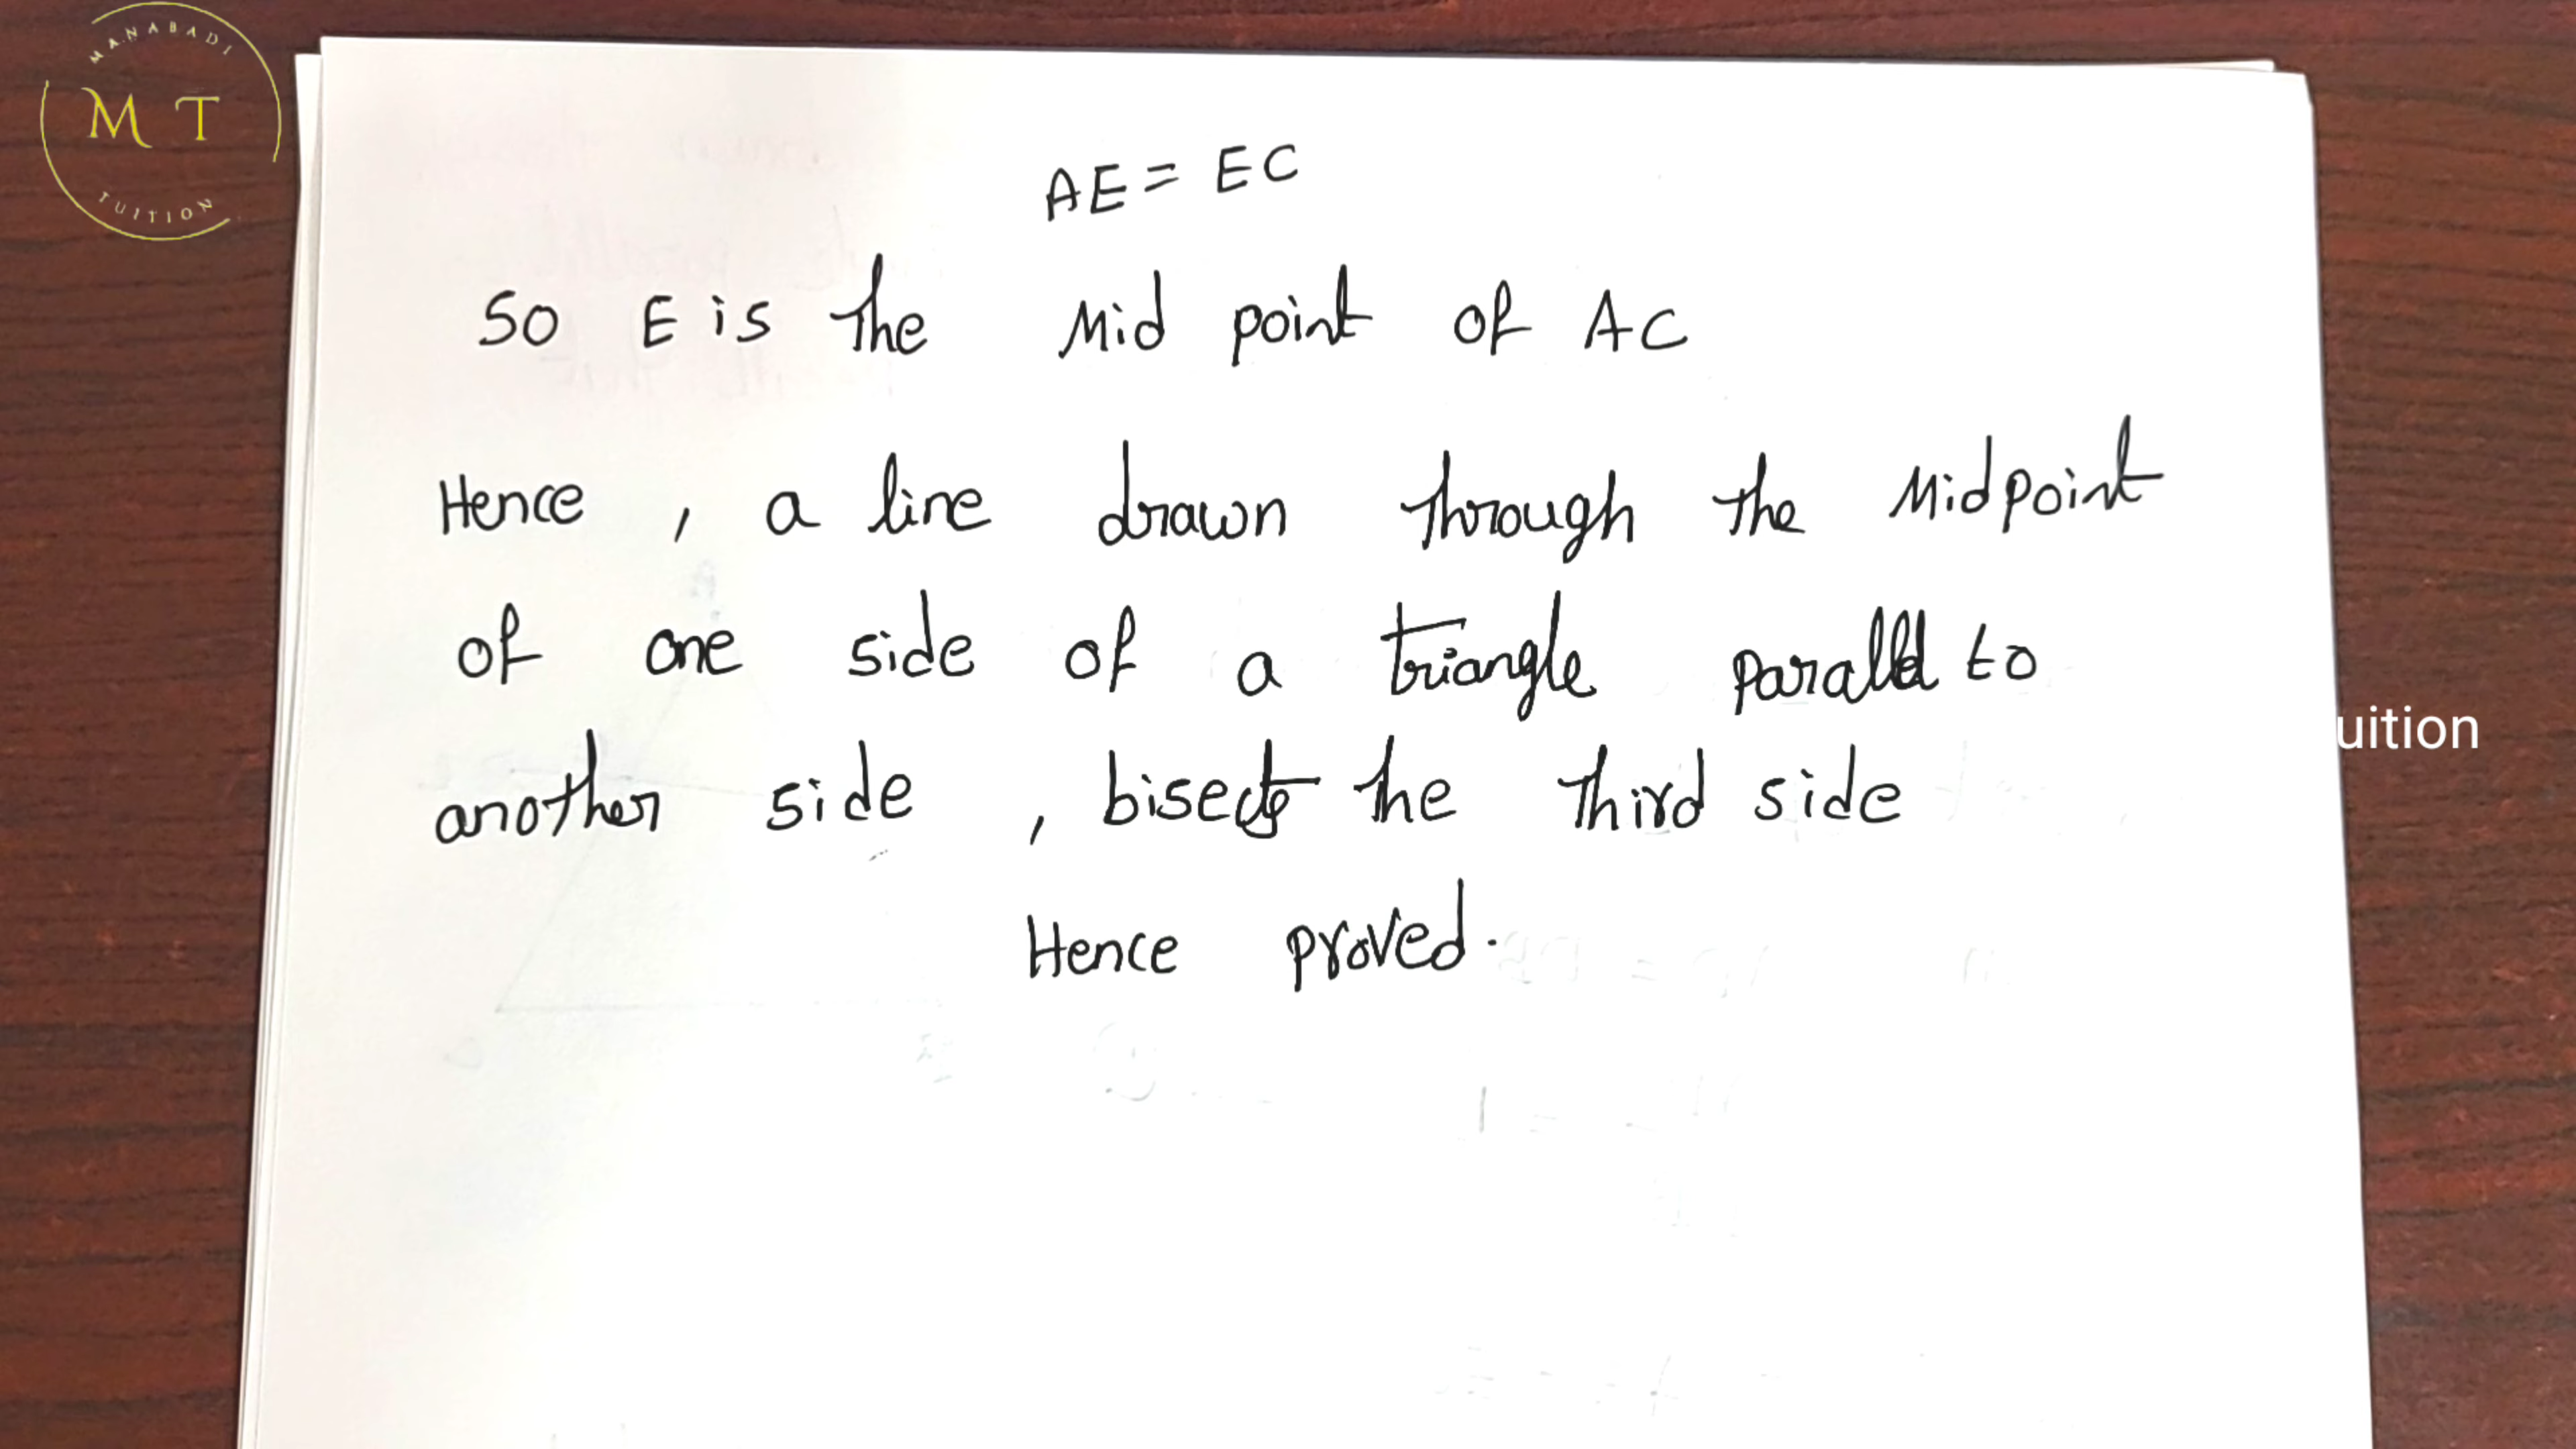 MANABADI
M T
TUITION
AE = EC
So E is the Mid point of AC
Hence , a line drawn through the Midpoint
of one side of a triangle parallel to
another side , bisects the third side
uition
Hence proved.